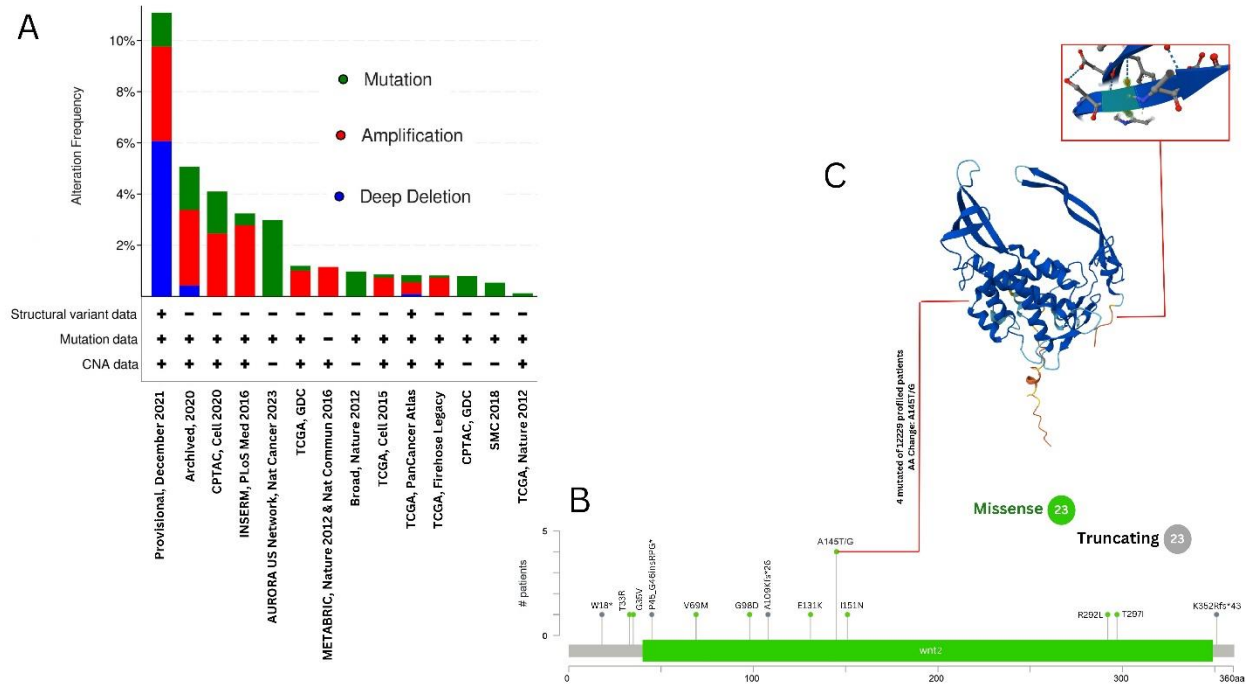 A
Alteration Frequency
10%
8%
6%
4%
2%
Mutation
Amplification
Deep Deletion
Structural variant data + - - - - - - - - + - - - -
Mutation data + + + + + + - + + + + + + +
CNA data + + + + - + + - + + + - - +
Provisional, December 2021
Archived, 2020
CPTAC, Cell 2020
INSERM, PLoS Med 2016
AURORA US Network, Nat Cancer 2023
TCGA, GDC
METABRIC, Nature 2012 & Nat Commun 2016
Broad, Nature 2012
TCGA, Cell 2015
TCGA, PanCancer Atlas
TCGA, Firehose Legacy
CPTAC, GDC
SMC 2018
TCGA, Nature 2012
C
4 mutated of 12229 profiled patients
AA Change: A145T/G
B
Missense 23
Truncating 23
# patients
5
0
W18*
T33R
G35V
P45_G46insRPG*
V69M
G98D
A109Kfs*26
E131K
A145T/G
I151N
R292L
T297I
K352Rfs*43
wnt2
0
100
200
300
360aa